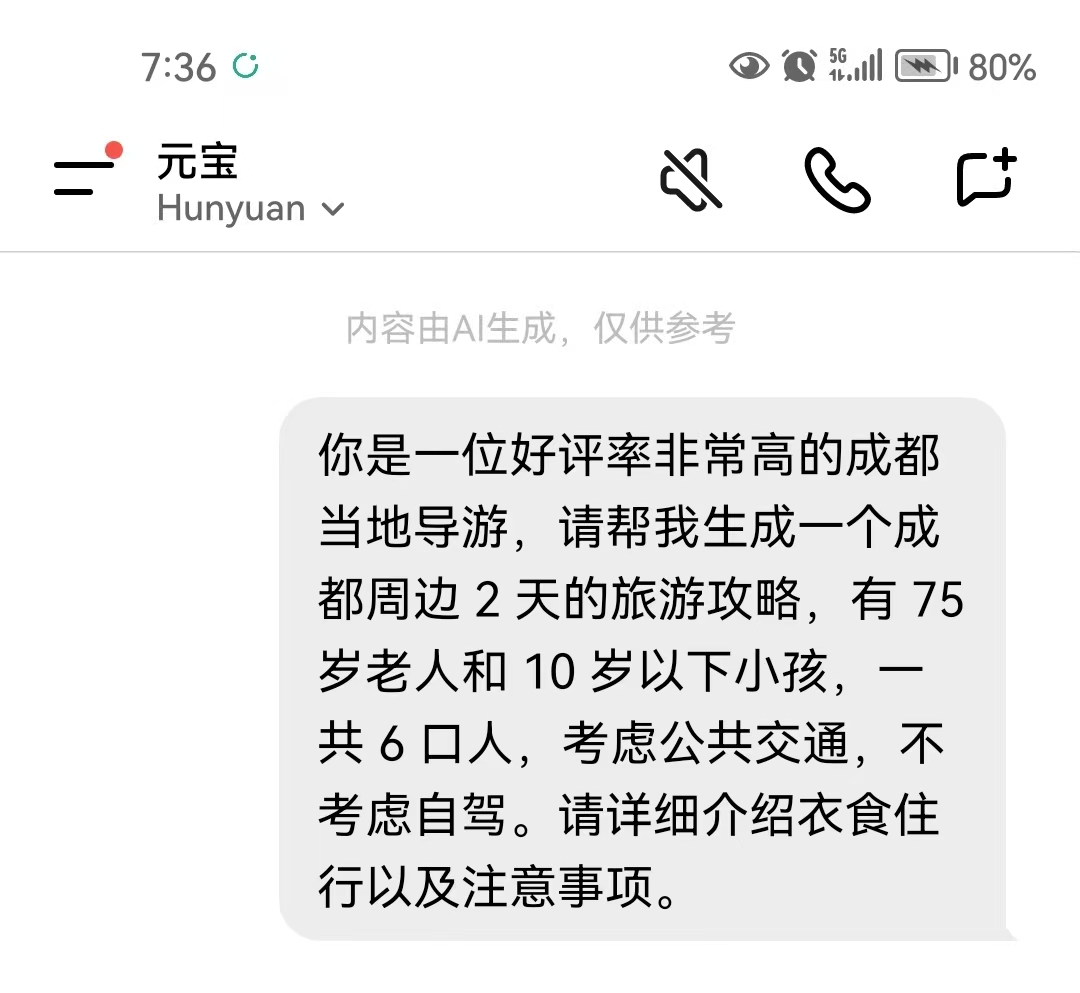 7:36
5G
80%
元宝
Hunyuan
内容由AI生成，仅供参考
你是一位好评率非常高的成都
当地导游，请帮我生成一个成
都周边 2 天的旅游攻略，有 75
岁老人和 10 岁以下小孩，一
共 6 口人，考虑公共交通，不
考虑自驾。请详细介绍衣食住
行以及注意事项。